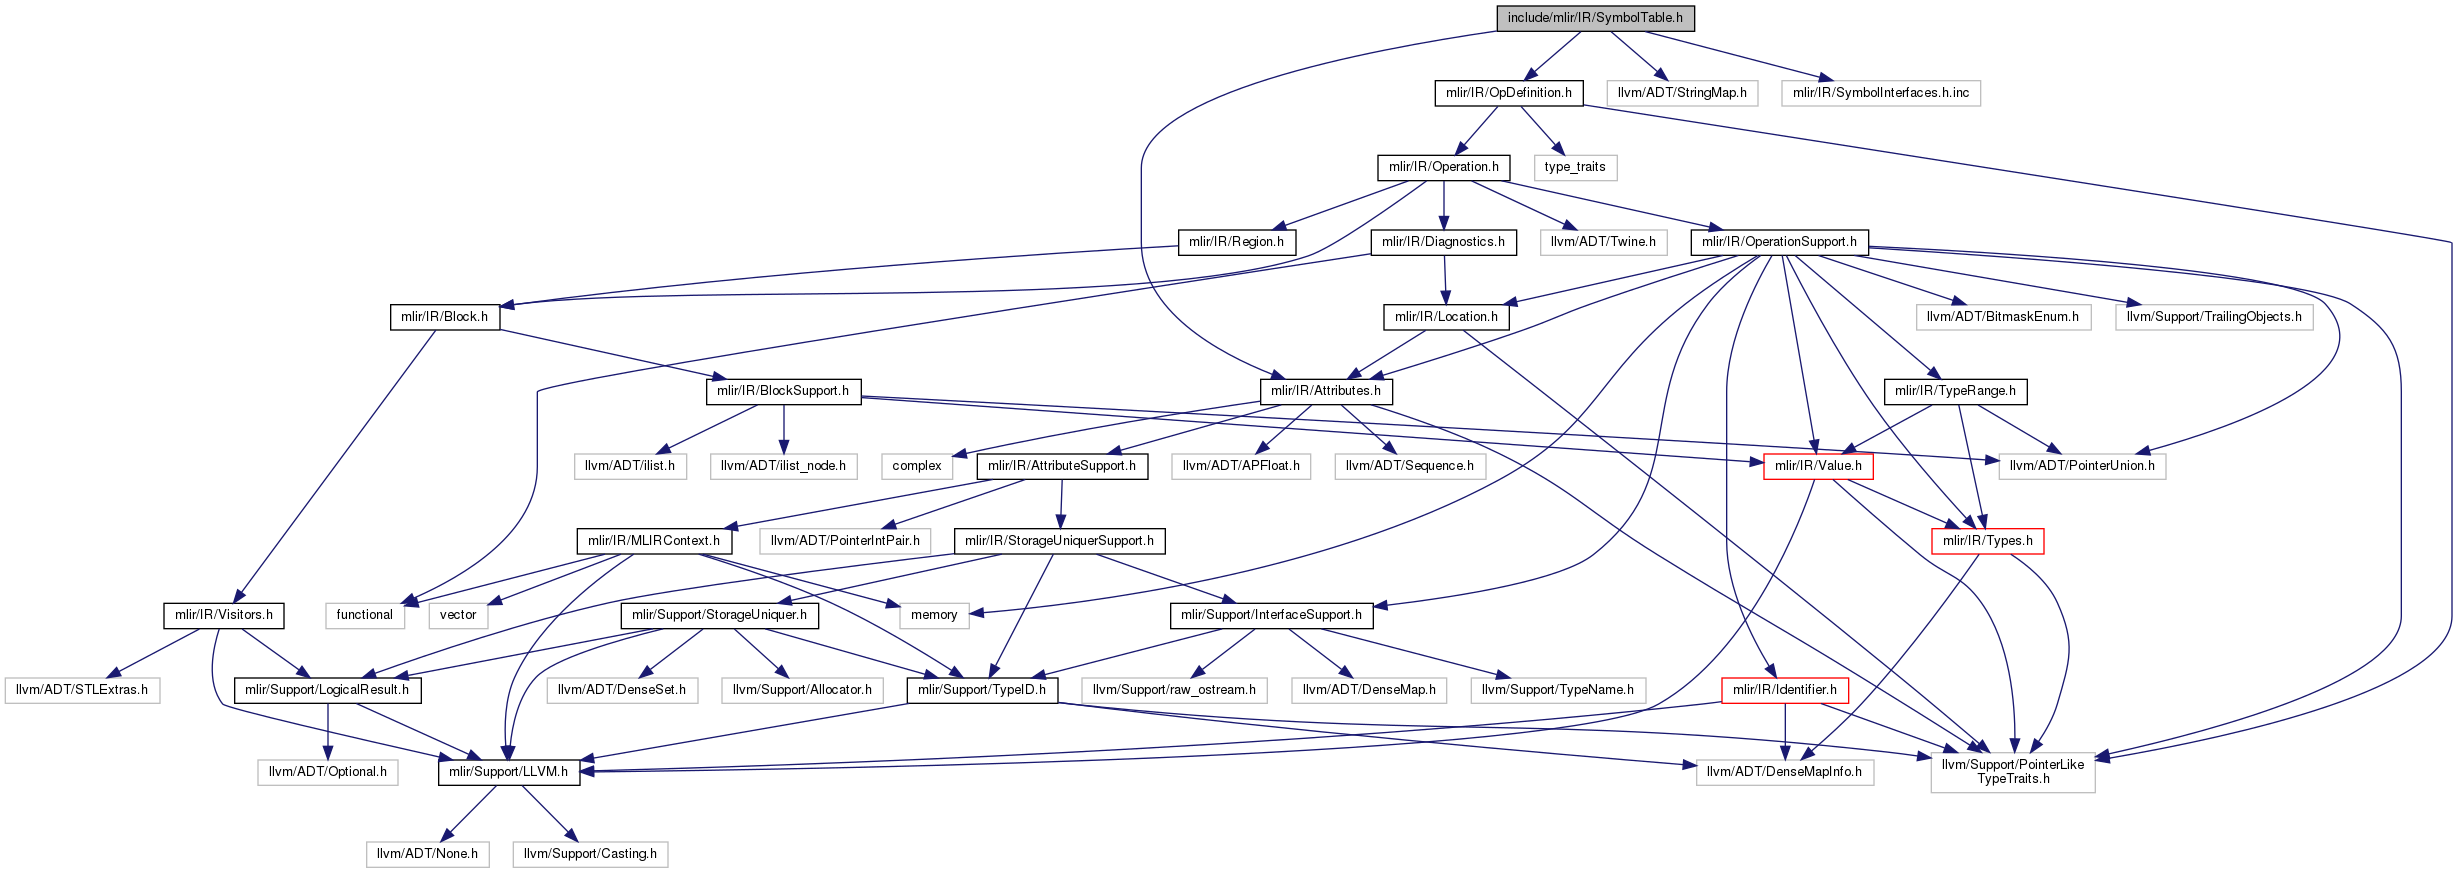 include/mlir/IR/SymbolTable.h
mlir/IR/OpDefinition.h
llvm/ADT/StringMap.h
mlir/IR/SymbolInterfaces.h.inc
mlir/IR/Operation.h
type_traits
mlir/IR/Region.h
mlir/IR/Diagnostics.h
llvm/ADT/Twine.h
mlir/IR/OperationSupport.h
mlir/IR/Block.h
mlir/IR/Location.h
llvm/ADT/BitmaskEnum.h
llvm/Support/TrailingObjects.h
mlir/IR/BlockSupport.h
mlir/IR/Attributes.h
mlir/IR/TypeRange.h
llvm/ADT/ilist.h
llvm/ADT/ilist_node.h
complex
mlir/IR/AttributeSupport.h
llvm/ADT/APFloat.h
llvm/ADT/Sequence.h
mlir/IR/Value.h
llvm/ADT/PointerUnion.h
mlir/IR/MLIRContext.h
llvm/ADT/PointerIntPair.h
mlir/IR/StorageUniquerSupport.h
mlir/IR/Types.h
mlir/IR/Visitors.h
functional
vector
mlir/Support/StorageUniquer.h
memory
mlir/Support/InterfaceSupport.h
llvm/ADT/STLExtras.h
mlir/Support/LogicalResult.h
llvm/ADT/DenseSet.h
llvm/Support/Allocator.h
mlir/Support/TypeID.h
llvm/Support/raw_ostream.h
llvm/ADT/DenseMap.h
llvm/Support/TypeName.h
mlir/IR/Identifier.h
llvm/ADT/Optional.h
mlir/Support/LLVM.h
llvm/ADT/DenseMapInfo.h
llvm/Support/PointerLike
TypeTraits.h
llvm/ADT/None.h
llvm/Support/Casting.h